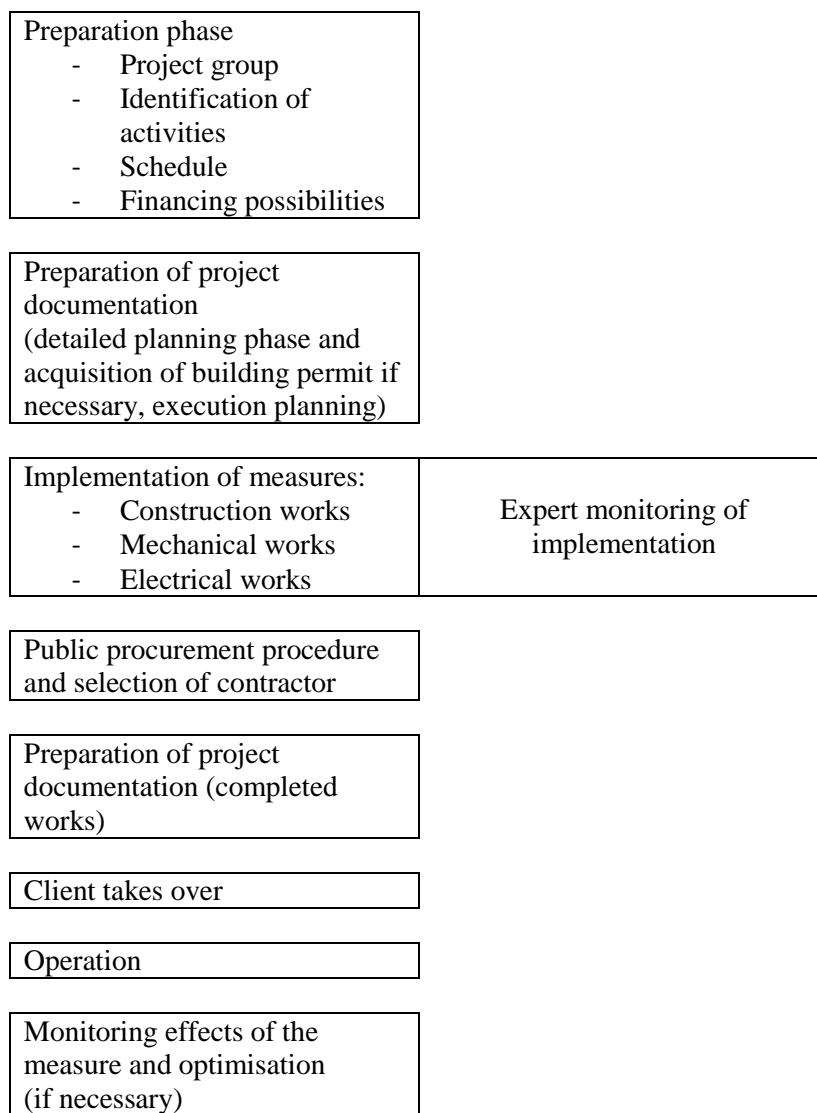 Preparation phase
- Project group
- Identification of
activities
- Schedule
- Financing possibilities
Preparation of project
documentation
(detailed planning phase and
acquisition of building permit if
necessary, execution planning)
Implementation of measures:
- Construction works
- Mechanical works
- Electrical works
Expert monitoring of
implementation
Public procurement procedure
and selection of contractor
Preparation of project
documentation (completed
works)
Client takes over
Operation
Monitoring effects of the
measure and optimisation
(if necessary)